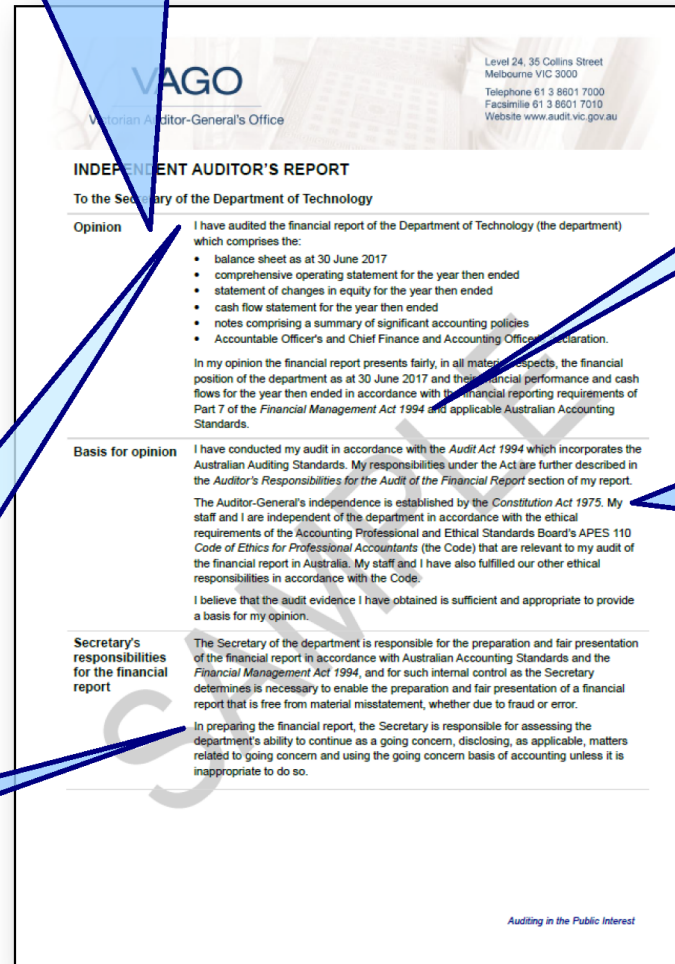 VAGO
Victorian Auditor-General's Office
Level 24, 35 Collins Street
Melbourne VIC 3000
Telephone 61 3 8601 7000
Facsimilie 61 3 8601 7010
Website www.audit.vic.gov.au
INDEPENDENT AUDITOR'S REPORT
To the Secretary of the Department of Technology
Opinion
I have audited the financial report of the Department of Technology (the department)
which comprises the:
• balance sheet as at 30 June 2017
• comprehensive operating statement for the year then ended
• statement of changes in equity for the year then ended
• cash flow statement for the year then ended
• notes comprising a summary of significant accounting policies
• Accountable Officer's and Chief Finance and Accounting Officer's declaration.
In my opinion the financial report presents fairly, in all material respects, the financial
position of the department as at 30 June 2017 and their financial performance and cash
flows for the year then ended in accordance with the financial reporting requirements of
Part 7 of the Financial Management Act 1994 and applicable Australian Accounting
Standards.
Basis for opinion
I have conducted my audit in accordance with the Audit Act 1994 which incorporates the
Australian Auditing Standards. My responsibilities under the Act are further described in
the Auditor's Responsibilities for the Audit of the Financial Report section of my report.
The Auditor-General's independence is established by the Constitution Act 1975. My
staff and I are independent of the department in accordance with the ethical
requirements of the Accounting Professional and Ethical Standards Board's APES 110
Code of Ethics for Professional Accountants (the Code) that are relevant to my audit of
the financial report in Australia. My staff and I have also fulfilled our other ethical
responsibilities in accordance with the Code.
I believe that the audit evidence I have obtained is sufficient and appropriate to provide
a basis for my opinion.
Secretary's
responsibilities
for the financial
report
The Secretary of the department is responsible for the preparation and fair presentation
of the financial report in accordance with Australian Accounting Standards and the
Financial Management Act 1994, and for such internal control as the Secretary
determines is necessary to enable the preparation and fair presentation of a financial
report that is free from material misstatement, whether due to fraud or error.
In preparing the financial report, the Secretary is responsible for assessing the
department's ability to continue as a going concern, disclosing, as applicable, matters
related to going concern and using the going concern basis of accounting unless it is
inappropriate to do so.
SAMPLE
Auditing in the Public Interest